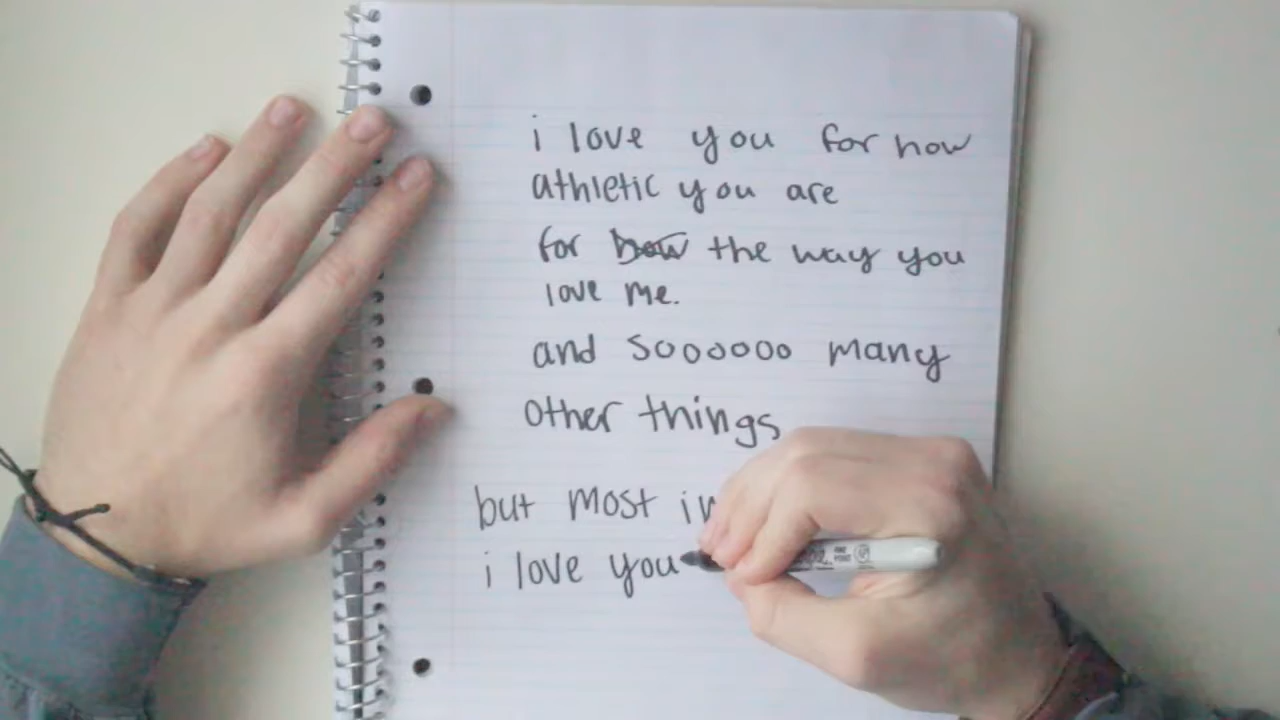 i love you for how
athletic you are
for how the way you
love me.
and soooooo many
other things
but most
i love you